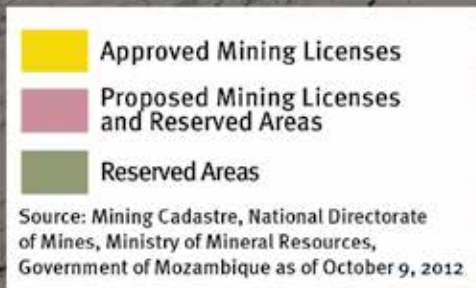 Approved Mining Licenses
Proposed Mining Licenses
and Reserved Areas
Reserved Areas
Source: Mining Cadastre, National Directorate
of Mines, Ministry of Mineral Resources,
Government of Mozambique as of October 9, 2012